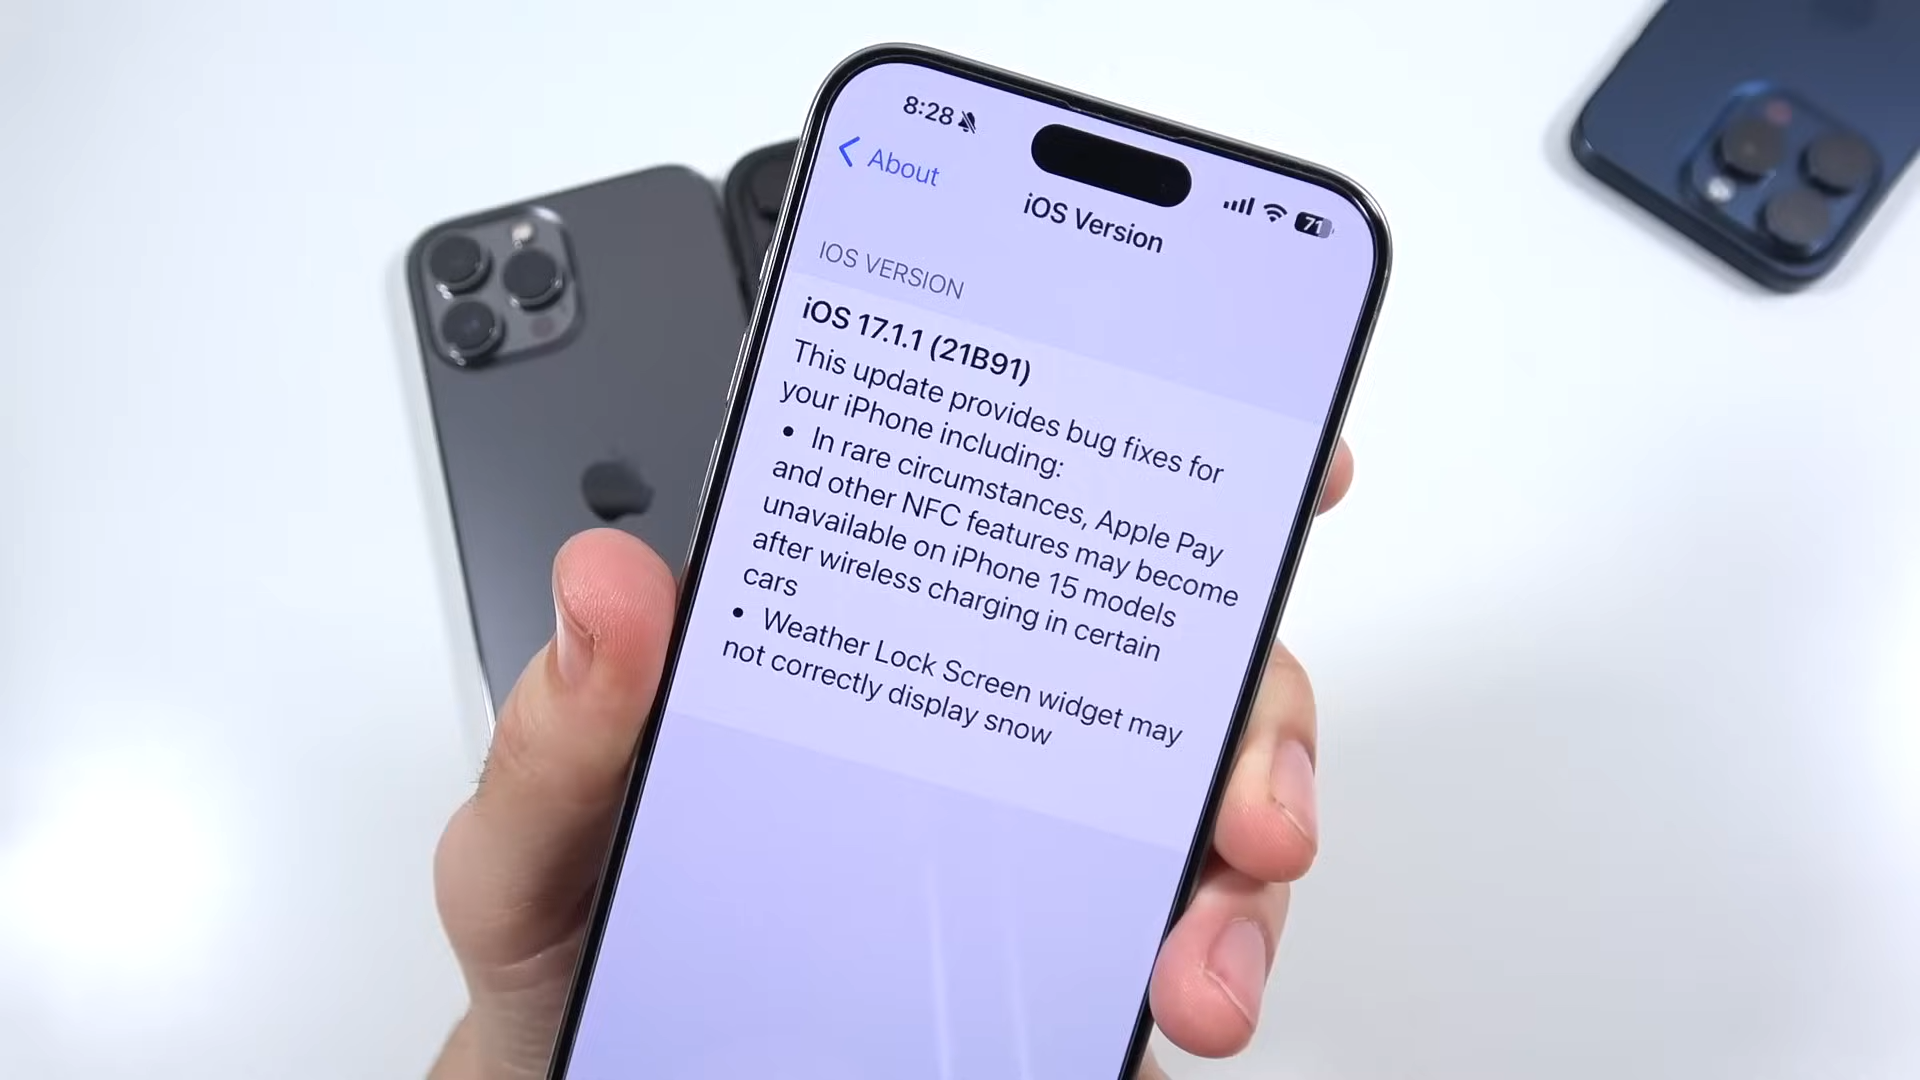 8:28
71
About
iOS Version
IOS VERSION
iOS 17.1.1 (21B91)
This update provides bug fixes for
your iPhone including:
• In rare circumstances, Apple Pay
and other NFC features may become
unavailable on iPhone 15 models
after wireless charging in certain
cars
• Weather Lock Screen widget may
not correctly display snow